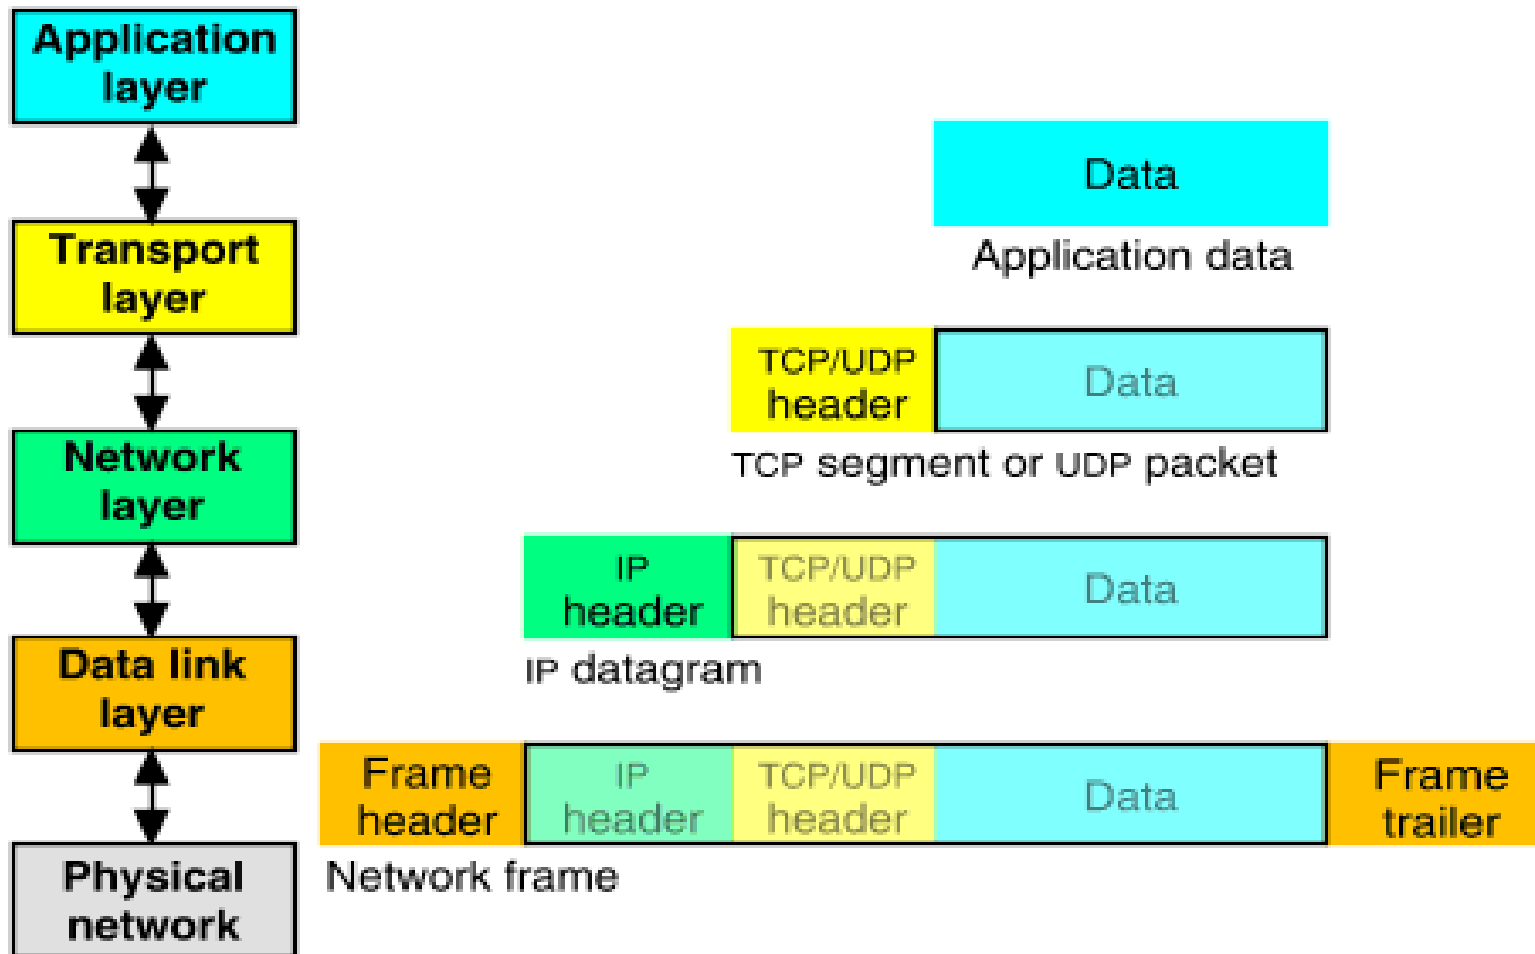 Application
layer
Data
Application data
Transport
layer
TCP/UDP
header
Data
TCP segment or UDP packet
Network
layer
IP
header
TCP/UDP
header
Data
IP datagram
Data link
layer
Frame
header
IP
header
TCP/UDP
header
Data
Frame
trailer
Network frame
Physical
network